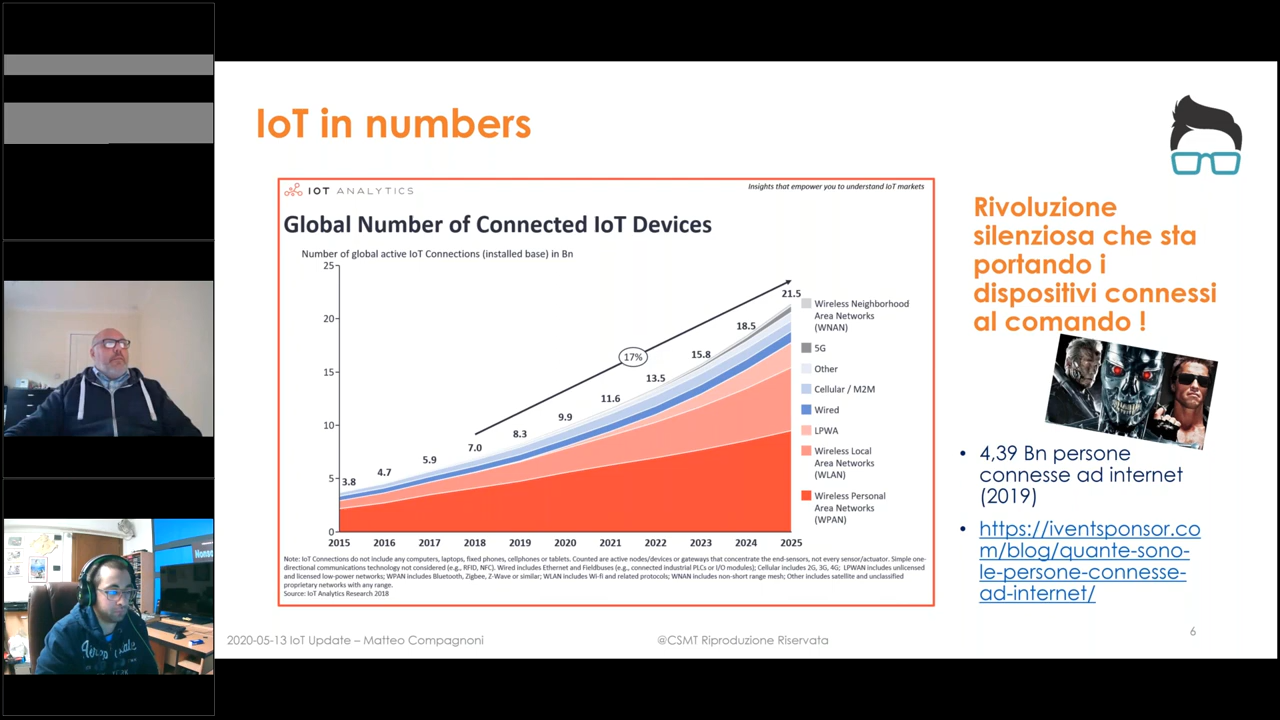 IoT in numbers
IOT ANALYTICS
Insights that empower you to understand IoT markets
Global Number of Connected IoT Devices
Number of global active IoT Connections (installed base) in Bn
25
20
15
10
5
0
3.8
4.7
5.9
7.0
8.3
9.9
11.6
13.5
15.8
18.5
21.5
17%
2015 2016 2017 2018 2019 2020 2021 2022 2023 2024 2025
Wireless Neighborhood
Area Networks
(WNAN)
5G
Other
Cellular / M2M
Wired
LPWA
Wireless Local
Area Networks
(WLAN)
Wireless Personal
Area Networks
(WPAN)
Note: IoT Connections do not include any computers, laptops, fixed phones, cellphones or tablets. Counted are active nodes/devices or gateways that concentrate the end-sensors, not every sensor/actuator. Simple one-
directional communications technology not considered (e.g., RFID, NFC). Wired includes Ethernet and Fieldbuses (e.g., connected industrial PLCs or I/O modules); Cellular includes 2G, 3G, 4G; LPWAN includes unlicensed
and licensed low-power networks; WPAN includes Bluetooth, Zigbee, Z-Wave or similar; WLAN includes Wi-fi and related protocols; WNAN includes non-short range mesh; Other includes satellite and unclassified
proprietary networks with any range.
Source: IoT Analytics Research 2018
Rivoluzione
silenziosa che sta
portando i
dispositivi connessi
al comando !
• 4,39 Bn persone
connesse ad internet
(2019)
• https://iventsponsor.co
m/blog/quante-sono-
le-persone-connesse-
ad-internet/
2020-05-13 IoT Update – Matteo Compagnoni
@CSMT Riproduzione Riservata
6